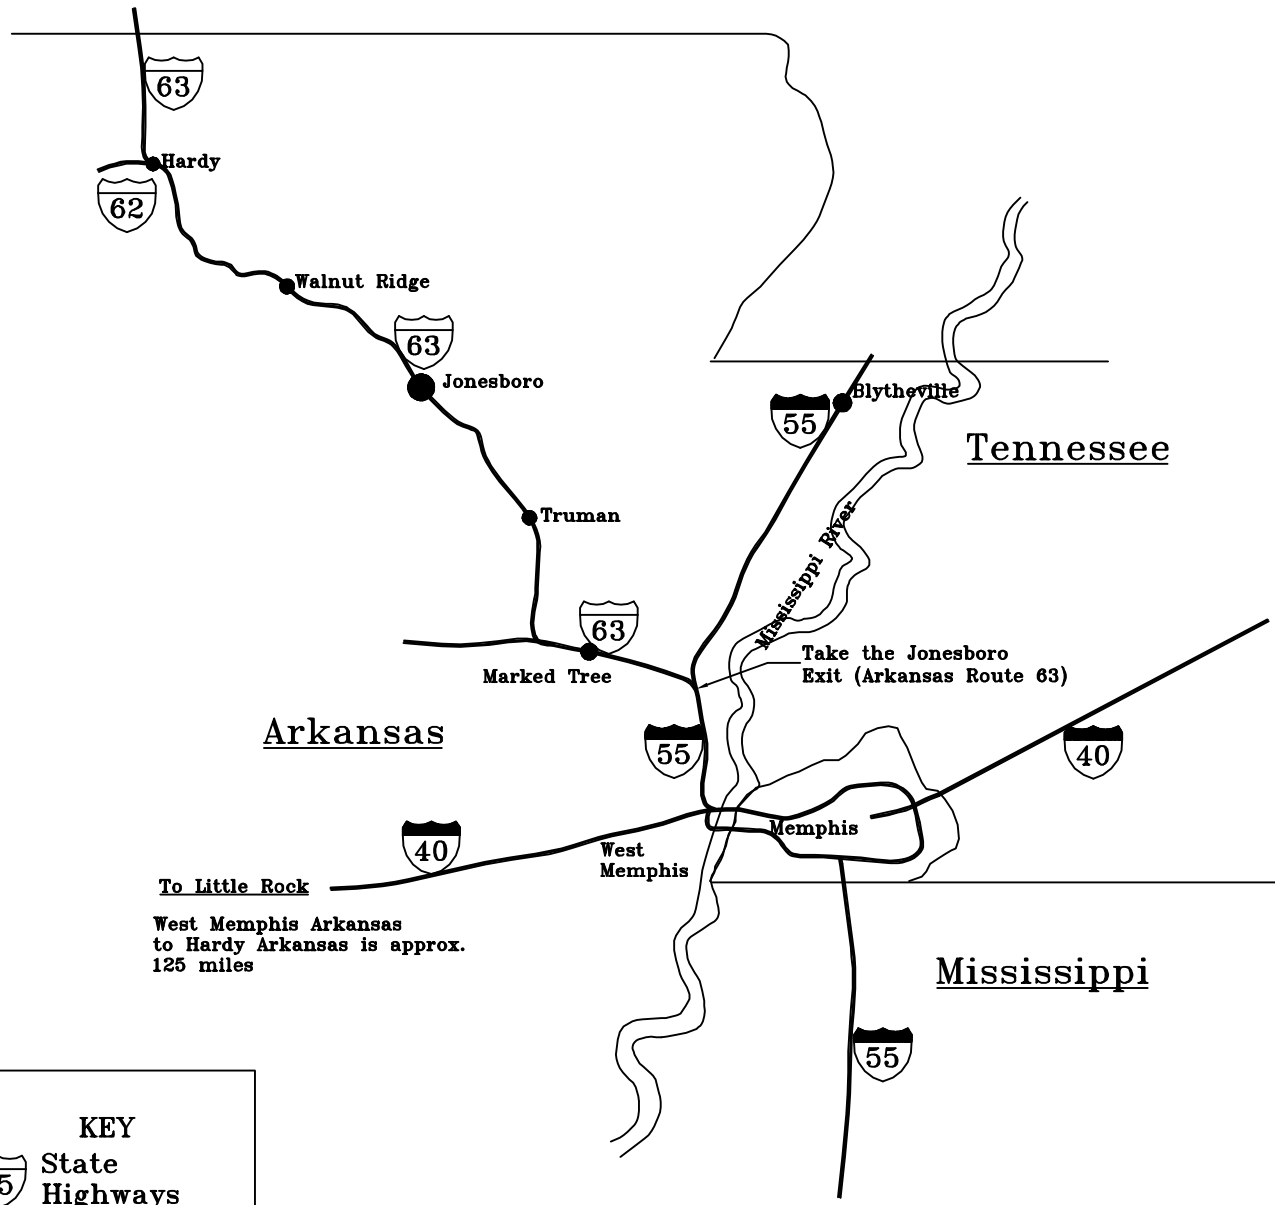 63
Hardy
62
Walnut Ridge
63
Jonesboro
Blytheville
55
Tennessee
Truman
Mississippi River
63
Marked Tree
Take the Jonesboro
Exit (Arkansas Route 63)
Arkansas
55
40
Memphis
40
West
Memphis
To Little Rock
West Memphis Arkansas
to Hardy Arkansas is approx.
125 miles
Mississippi
55
KEY
5
State
Highways